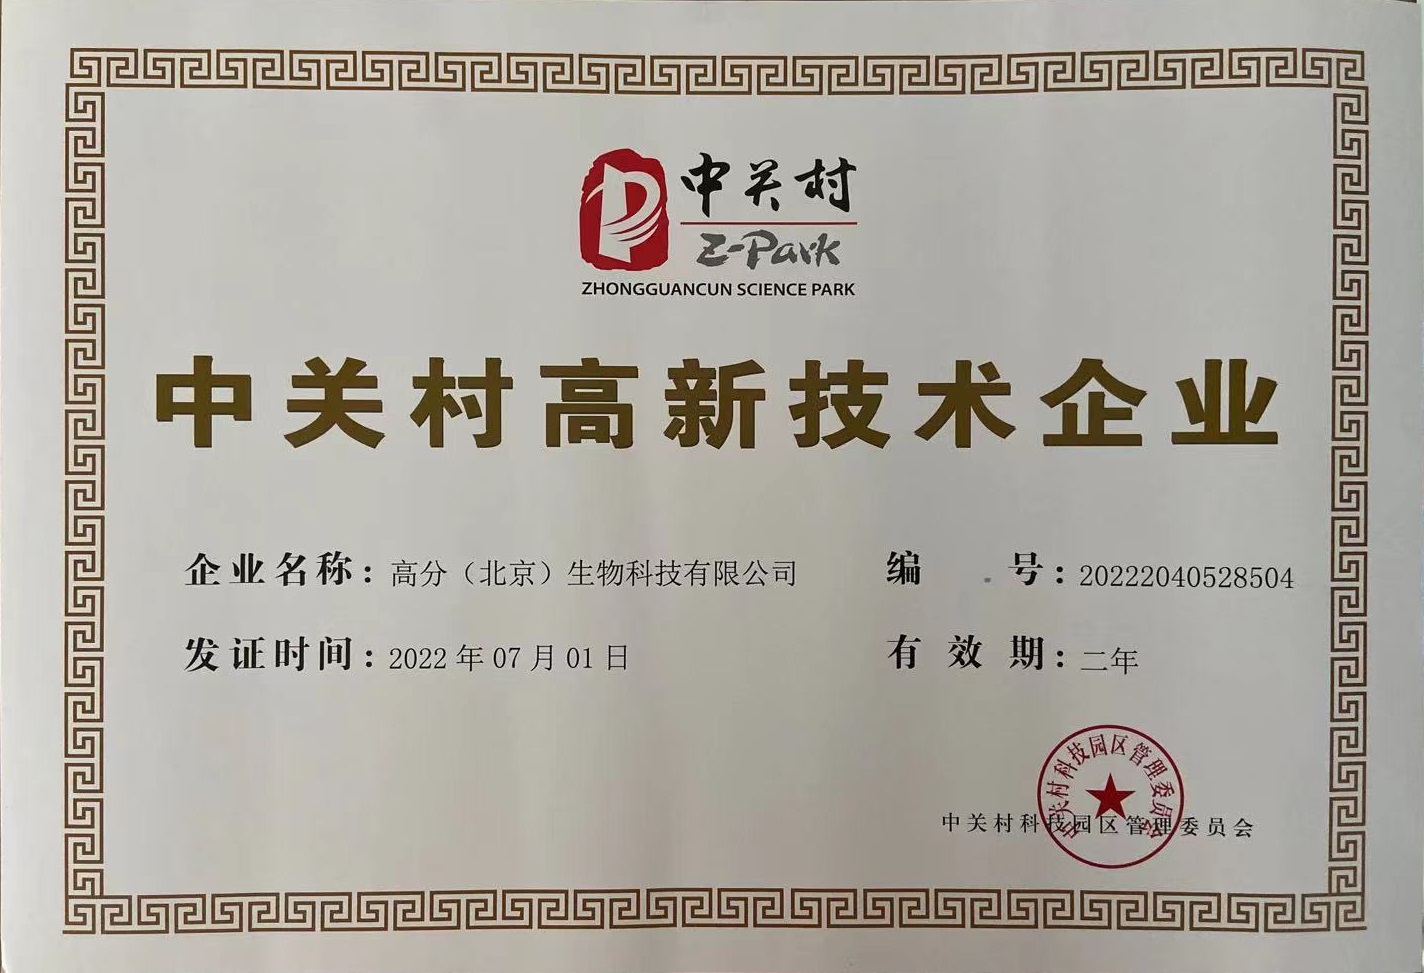 中关村
Z-Park
ZHONGGUANCUN SCIENCE PARK
中关村高新技术企业
企业名称：高分（北京）生物科技有限公司
编号：20222040528504
发证时间：2022年07月01日
有效期：二年
中关村科技园区管理委员会
中关村科技园区管理委员会